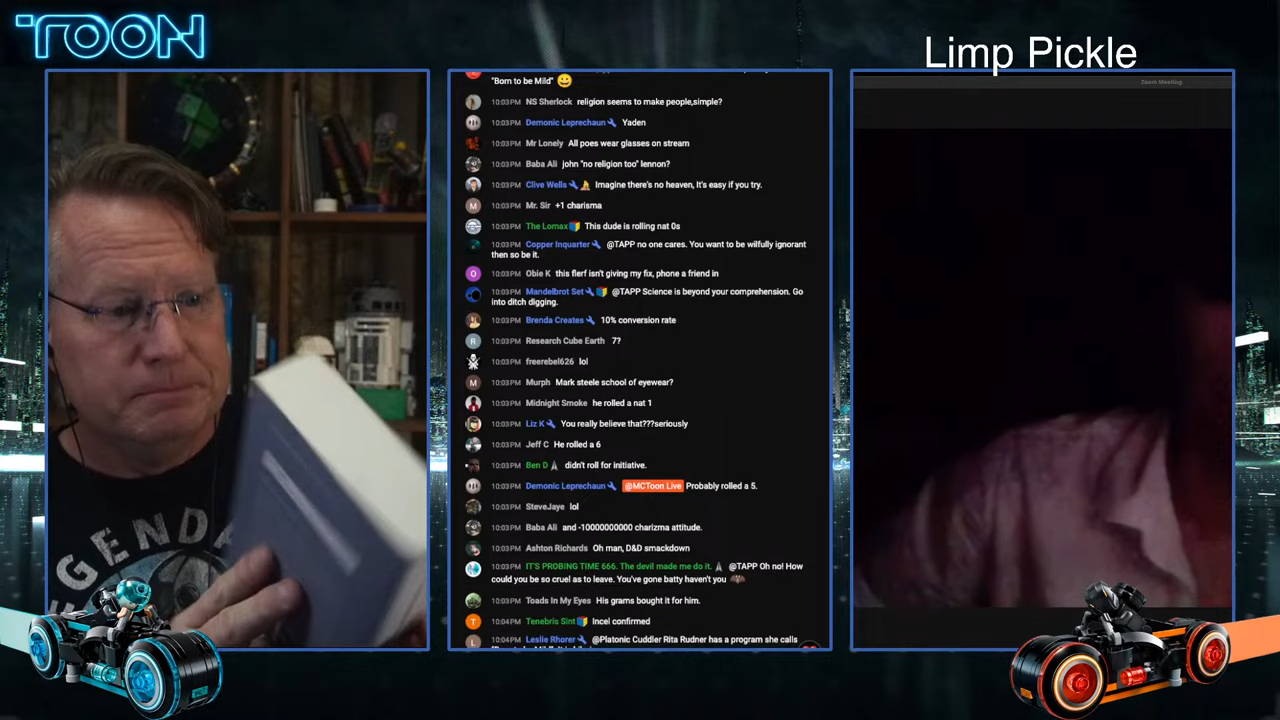 TOON
Limp Pickle
Zoom Meeting
"Born to be Mild" 😀
10:03PM NS Sherlock religion seems to make people,simple?
10:03PM Demonic Leprechaun Yaden
10:03PM Mr Lonely All poes wear glasses on stream
10:03PM Baba Ali john "no religion too" lennon?
10:03PM Clive Wells Imagine there's no heaven, It's easy if you try.
M 10:03PM Mr. Sir +1 charisma
10:03PM The Lomax This dude is rolling nat 0s
10:03PM Copper Inquarter @TAPP no one cares. You want to be wilfully ignorant
then so be it.
O 10:03PM Obie K this flerf isn't giving my fix, phone a friend in
10:03PM Mandelbrot Set @TAPP Science is beyond your comprehension. Go
into ditch digging.
10:03PM Brenda Creates 10% conversion rate
R 10:03PM Research Cube Earth 7?
10:03PM freerebel626 lol
M 10:03PM Murph Mark steele school of eyewear?
10:03PM Midnight Smoke he rolled a nat 1
10:03PM Liz K You really believe that???seriously
10:03PM Jeff C He rolled a 6
10:03PM Ben D didn't roll for initiative.
10:03PM Demonic Leprechaun @MCToon Live Probably rolled a 5.
10:03PM SteveJaye lol
10:03PM Baba Ali and -10000000000 charizma attitude.
10:03PM Ashton Richards Oh man, D&D smackdown
10:03PM IT'S PROBING TIME 666. The devil made me do it. @TAPP Oh no! How
could you be so cruel as to leave. You've gone batty haven't you
10:03PM Toads In My Eyes His grams bought it for him.
T 10:04PM Tenebris Sint Incel confirmed
L 10:04PM Leslie Rhorer @Platonic Cuddler Rita Rudner has a program she calls
EGENDA